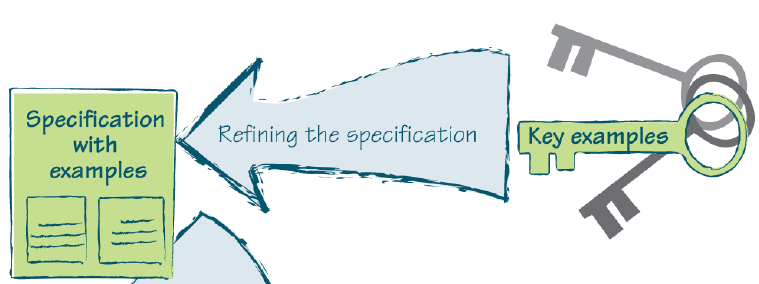 Specification
with
examples
Refining the specification
Key examples